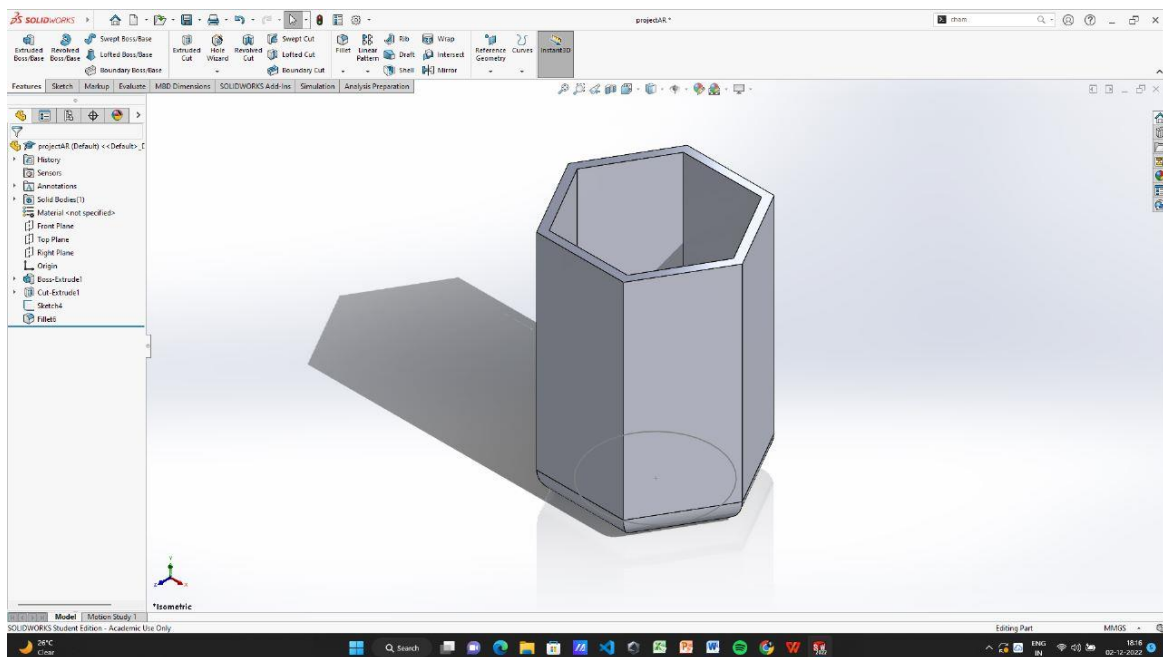 SOLIDWORKS
projectAR *
cham
Extruded Boss/Base
Revolved Boss/Base
Swept Boss/Base
Lofted Boss/Base
Boundary Boss/Base
Extruded Cut
Hole Wizard
Revolved Cut
Swept Cut
Lofted Cut
Boundary Cut
Fillet
Linear Pattern
Rib
Draft
Shell
Wrap
Intersect
Mirror
Reference Geometry
Curves
Instant3D
Features Sketch Markup Evaluate MBD Dimensions SOLIDWORKS Add-Ins Simulation Analysis Preparation
projectAR (Default) <<Default>_D
History
Sensors
Annotations
Solid Bodies(1)
Material <not specified>
Front Plane
Top Plane
Right Plane
Origin
Boss-Extrude1
Cut-Extrude1
Sketch4
Fillet6
*Isometric
Model Motion Study 1
SOLIDWORKS Student Edition - Academic Use Only
Editing Part MMGS
26°C
Clear
Search
ENG
IN
18:16
02-12-2022